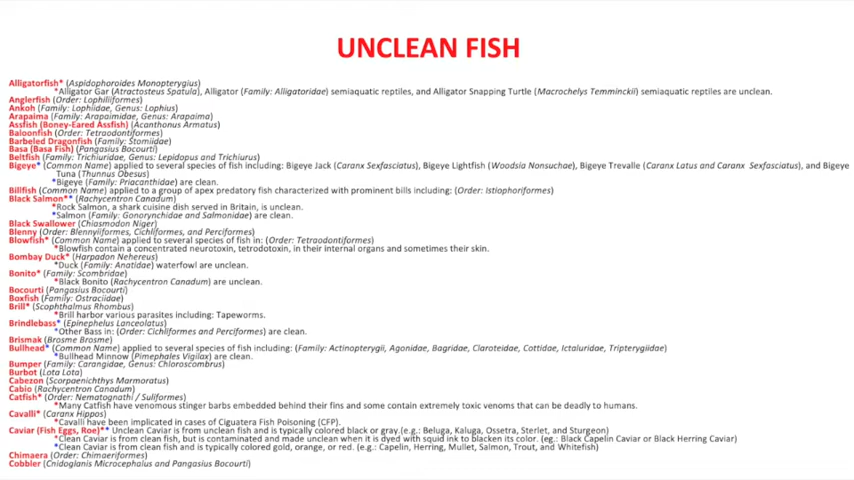 UNCLEAN FISH
Alligatorfish* (Aspidophoroides Monopterygius)
*Alligator Gar (Atractosteus Spatula), Alligator (Family: Alligatoridae) semiaquatic reptiles, and Alligator Snapping Turtle (Macrochelys Temminckii) semiaquatic reptiles are unclean.
Anglerfish (Order: Lophiiformes)
Ankoh (Family: Lophiidae, Genus: Lophius)
Arapaima (Family: Arapaimidae, Genus: Arapaima)
Assfish (Boney-Eared Assfish) (Acanthonus Armatus)
Baloonfish (Order: Tetraodontiformes)
Barbeled Dragonfish (Family: Stomiidae)
Basa (Basa Fish) (Pangasius Bocourti)
Beltfish (Family: Trichiuridae, Genus: Lepidopus and Trichiurus)
Bigeye* (Common Name) applied to several species of fish including: Bigeye Jack (Caranx Sexfasciatus), Bigeye Lightfish (Woodsia Nonsuchae), Bigeye Trevalle (Caranx Latus and Caranx Sexfasciatus), and Bigeye
Tuna (Thunnus Obesus)
*Bigeye (Family: Priacanthidae) are clean.
Billfish (Common Name) applied to a group of apex predatory fish characterized with prominent bills including: (Order: Istiophoriformes)
Black Salmon** (Rachycentron Canadum)
*Rock Salmon, a shark cuisine dish served in Britain, is unclean.
*Salmon (Family: Gonorynchidae and Salmonidae) are clean.
Black Swallower (Chiasmodon Niger)
Blenny (Order: Blenniiformes, Cichliformes, and Perciformes)
Blowfish* (Common Name) applied to several species of fish in: (Order: Tetraodontiformes)
*Blowfish contain a concentrated neurotoxin, tetrodotoxin, in their internal organs and sometimes their skin.
Bombay Duck* (Harpadon Nehereus)
*Duck (Family: Anatidae) waterfowl are unclean.
Bonito* (Family: Scombridae)
*Black Bonito (Rachycentron Canadum) are unclean.
Bocourti (Pangasius Bocourti)
Boxfish (Family: Ostraciidae)
Brill* (Scophthalmus Rhombus)
*Brill harbor various parasites including: Tapeworms.
Brindlebass* (Epinephelus Lanceolatus)
*Other Bass in: (Order: Cichliformes and Perciformes) are clean.
Brismak (Brosme Brosme)
Bullhead* (Common Name) applied to several species of fish including: (Family: Actinopterygii, Agonidae, Bagridae, Claroteidae, Cottidae, Ictaluridae, Tripterygiidae)
*Bullhead Minnow (Pimephales Vigilax) are clean.
Bumper (Family: Carangidae, Genus: Chloroscombrus)
Burbot (Lota Lota)
Cabezon (Scorpaenichthys Marmoratus)
Cabio (Rachycentron Canadum)
Catfish* (Order: Nematognathi / Suliformes)
*Many Catfish have venomous stinger barbs embedded behind their fins and some contain extremely toxic venoms that can be deadly to humans.
Cavalli* (Caranx Hippos)
*Cavalli have been implicated in cases of Ciguatera Fish Poisoning (CFP).
Caviar (Fish Eggs, Roe)** Unclean Caviar is from unclean fish and is typically colored black or gray.(e.g.: Beluga, Kaluga, Ossetra, Sterlet, and Sturgeon)
*Clean Caviar is from clean fish, but is contaminated and made unclean when it is dyed with squid ink to blacken its color. (eg.: Black Capelin Caviar or Black Herring Caviar)
*Clean Caviar is from clean fish and is typically colored gold, orange, or red. (e.g.: Capelin, Herring, Mullet, Salmon, Trout, and Whitefish)
Chimaera (Order: Chimaeriformes)
Cobbler (Cnidoglanis Microcephalus and Pangasius Bocourti)